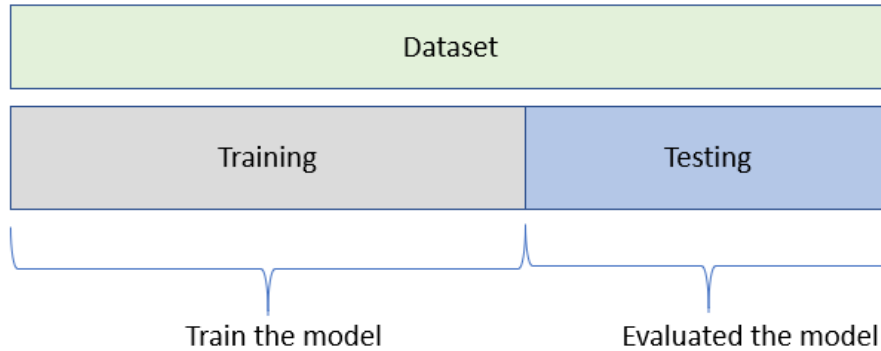 Dataset
Training
Testing
Train the model
Evaluated the model